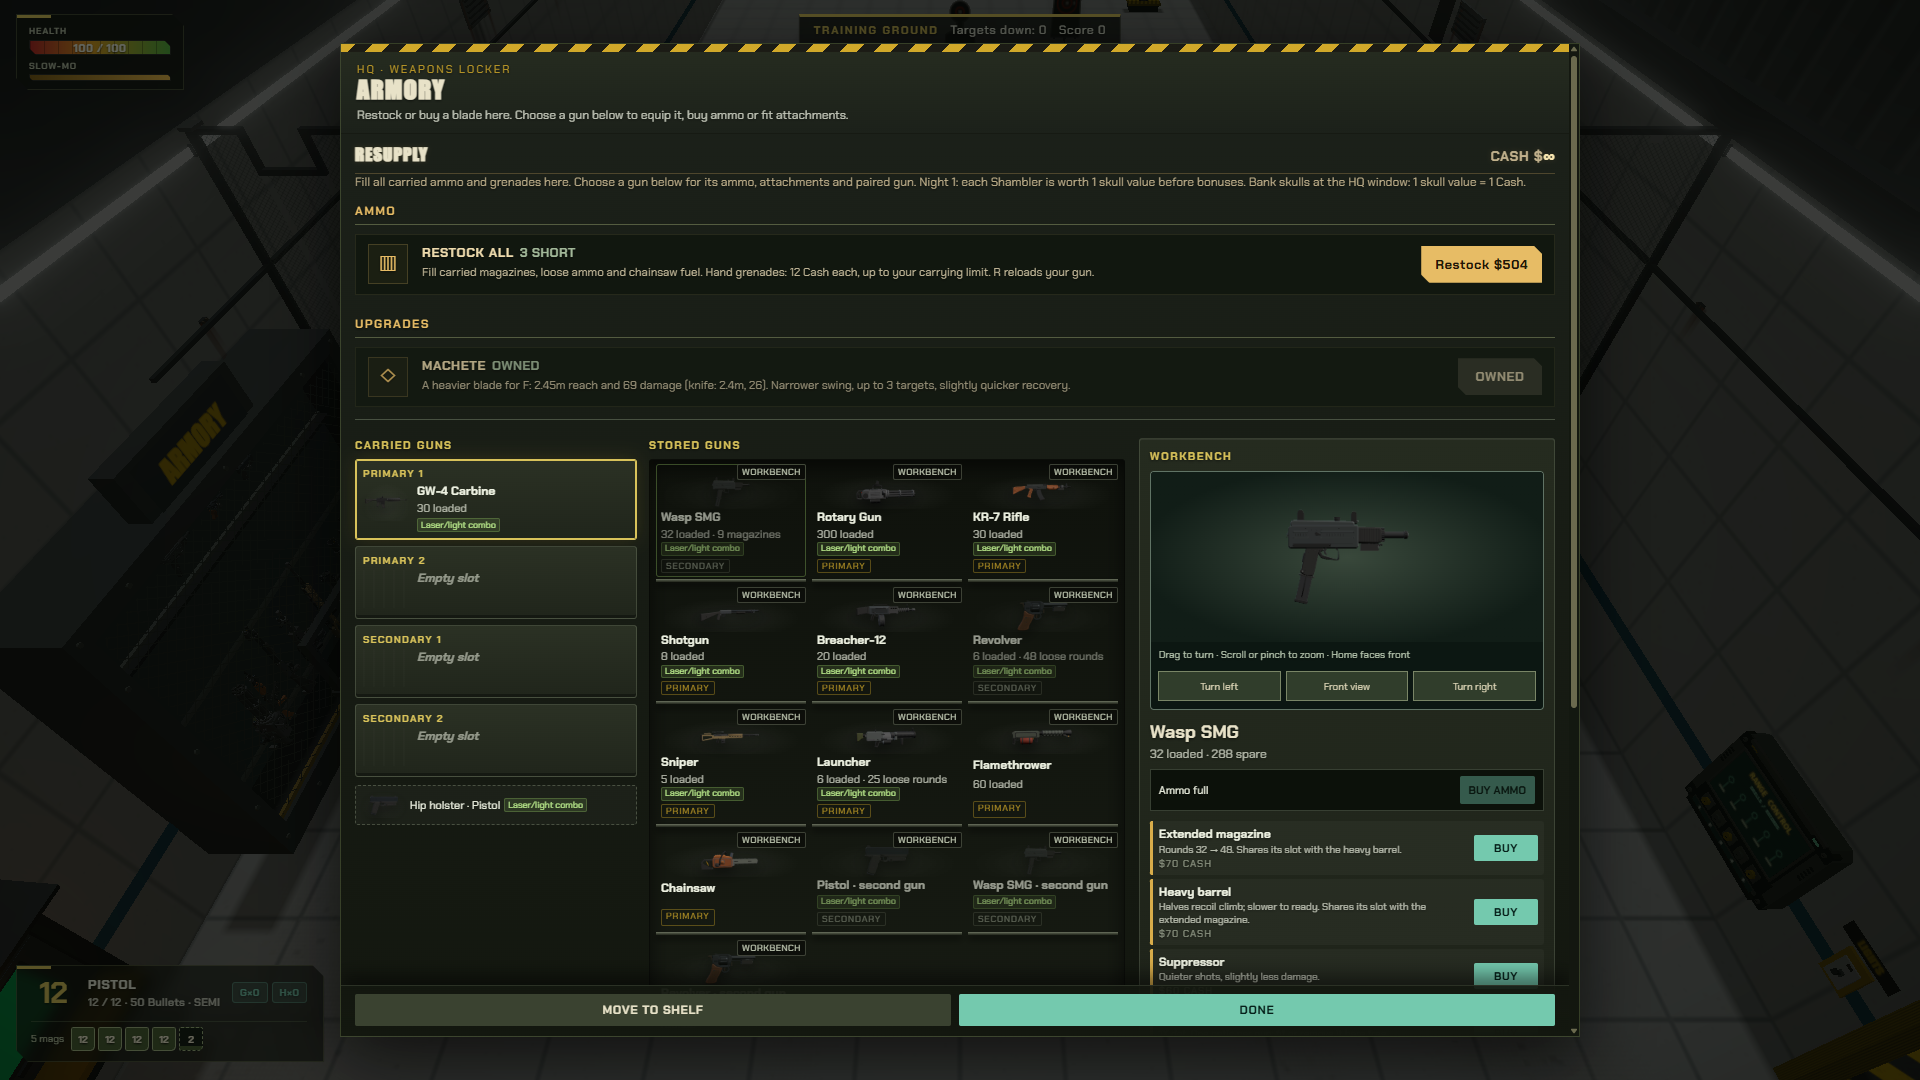 HEALTH
100 / 100
SLOW-MO
TRAINING GROUND Targets down: 0 Score 0
HQ · WEAPONS LOCKER
ARMORY
Restock or buy a blade here. Choose a gun below to equip it, buy ammo or fit attachments.
RESUPPLY
CASH $∞
Fill all carried ammo and grenades here. Choose a gun below for its ammo, attachments and paired gun. Night 1: each Shambler is worth 1 skull value before bonuses. Bank skulls at the HQ window: 1 skull value = 1 Cash.
AMMO
RESTOCK ALL 3 SHORT
Fill carried magazines, loose ammo and chainsaw fuel. Hand grenades: 12 Cash each, up to your carrying limit. R reloads your gun.
Restock $504
UPGRADES
MACHETE OWNED
A heavier blade for F: 2.45m reach and 69 damage (knife: 2.4m, 26). Narrower swing, up to 3 targets, slightly quicker recovery.
OWNED
ARMORY
CARRIED GUNS
PRIMARY 1
GW-4 Carbine
30 loaded
Laser/light combo
PRIMARY 2
Empty slot
SECONDARY 1
Empty slot
SECONDARY 2
Empty slot
Hip holster · Pistol Laser/light combo
STORED GUNS
WORKBENCH
Wasp SMG
32 loaded · 9 magazines
Laser/light combo
SECONDARY
WORKBENCH
Rotary Gun
300 loaded
Laser/light combo
PRIMARY
WORKBENCH
KR-7 Rifle
30 loaded
Laser/light combo
PRIMARY
WORKBENCH
Shotgun
8 loaded
Laser/light combo
PRIMARY
WORKBENCH
Breacher-12
20 loaded
Laser/light combo
PRIMARY
WORKBENCH
Revolver
6 loaded · 48 loose rounds
Laser/light combo
SECONDARY
WORKBENCH
Sniper
5 loaded
Laser/light combo
PRIMARY
WORKBENCH
Launcher
6 loaded · 25 loose rounds
Laser/light combo
PRIMARY
WORKBENCH
Flamethrower
60 loaded
PRIMARY
WORKBENCH
Chainsaw
PRIMARY
WORKBENCH
Pistol · second gun
Laser/light combo
SECONDARY
WORKBENCH
Wasp SMG · second gun
Laser/light combo
SECONDARY
WORKBENCH
WORKBENCH
Drag to turn · Scroll or pinch to zoom · Home faces front
Turn left
Front view
Turn right
Wasp SMG
32 loaded · 288 spare
Ammo full
BUY AMMO
Extended magazine
Rounds 32 → 48. Shares its slot with the heavy barrel.
$70 CASH
BUY
Heavy barrel
Halves recoil climb; slower to ready. Shares its slot with the
extended magazine.
$70 CASH
BUY
Suppressor
Quieter shots, slightly less damage.
BUY
MOVE TO SHELF
DONE
12
PISTOL
12 / 12 · 50 Bullets · SEMI
G×0
H×0
5 mags 12 12 12 12 2